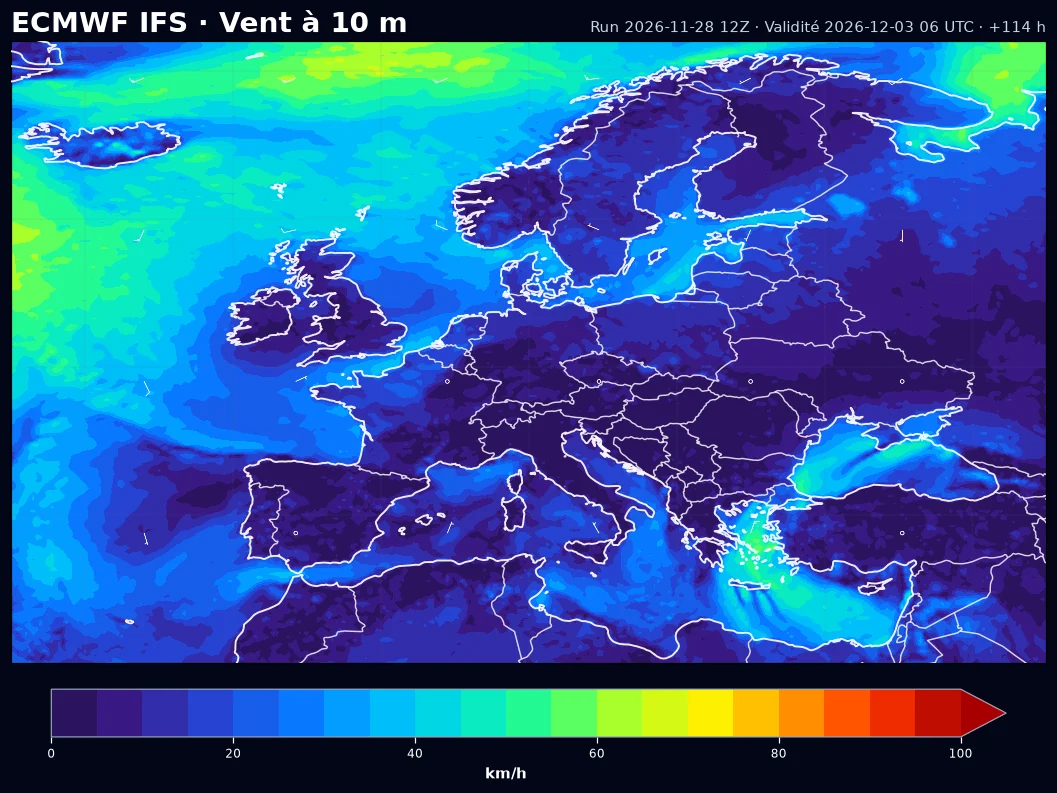 ECMWF IFS · Vent à 10 m
Run 2026-11-28 12Z · Validité 2026-12-03 06 UTC · +114 h
0 20 40 60 80 100
km/h